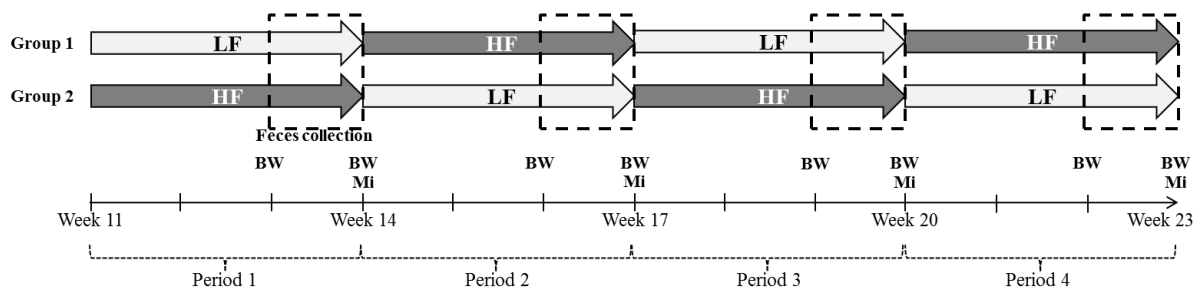 Group 1 LF HF LF HF
Group 2 HF LF HF LF
Feces collection
BW BW BW BW BW BW BW BW
Mi Mi Mi Mi
Week 11 Week 14 Week 17 Week 20 Week 23
Period 1 Period 2 Period 3 Period 4